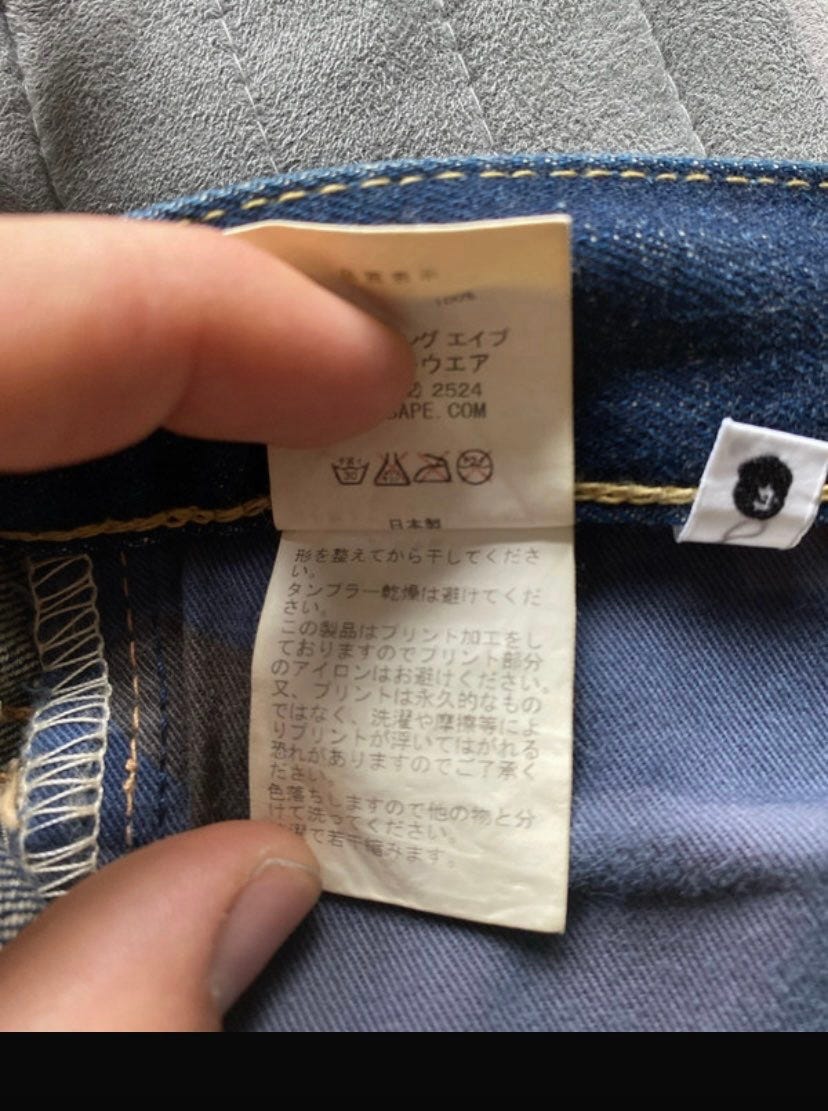 質表示
100%
ング エイプ
ウエア
2524
APE.COM
30
日本製
形を整えてから干してくださ
い。
タンブラー乾燥は避けてくだ
さい。
この製品はプリント加工をし
ておりますのでプリント部分
のアイロンはお避けください。
又、プリントは永久的なもの
ではなく、洗濯や摩擦等によ
りプリントが浮いてはがれる
恐れがありますのでご了承く
ださい。
色落ちしますので他の物と分
けて洗ってください。
濯で若干縮みます。